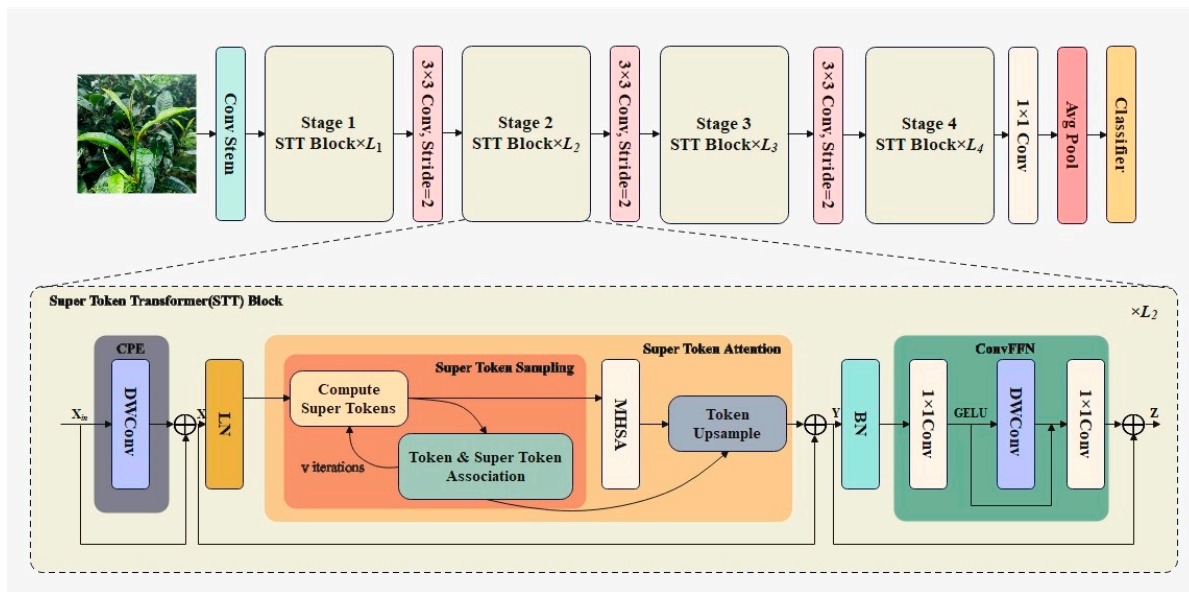 Conv Stem
Stage 1
STT Block×L₁
3×3 Conv, Stride=2
Stage 2
STT Block×L₂
3×3 Conv, Stride=2
Stage 3
STT Block×L₃
3×3 Conv, Stride=2
Stage 4
STT Block×L₄
1×1 Conv
Avg Pool
Classifier
Super Token Transformer(STT) Block
×L₂
CPE
Xᵢₙ
DWConv
X
LN
Super Token Attention
Super Token Sampling
Compute
Super Tokens
v iterations
Token & Super Token
Association
MHSA
Token
Upsample
Y
BN
ConvFFN
1×1Conv
GELU
DWConv
1×1Conv
Z